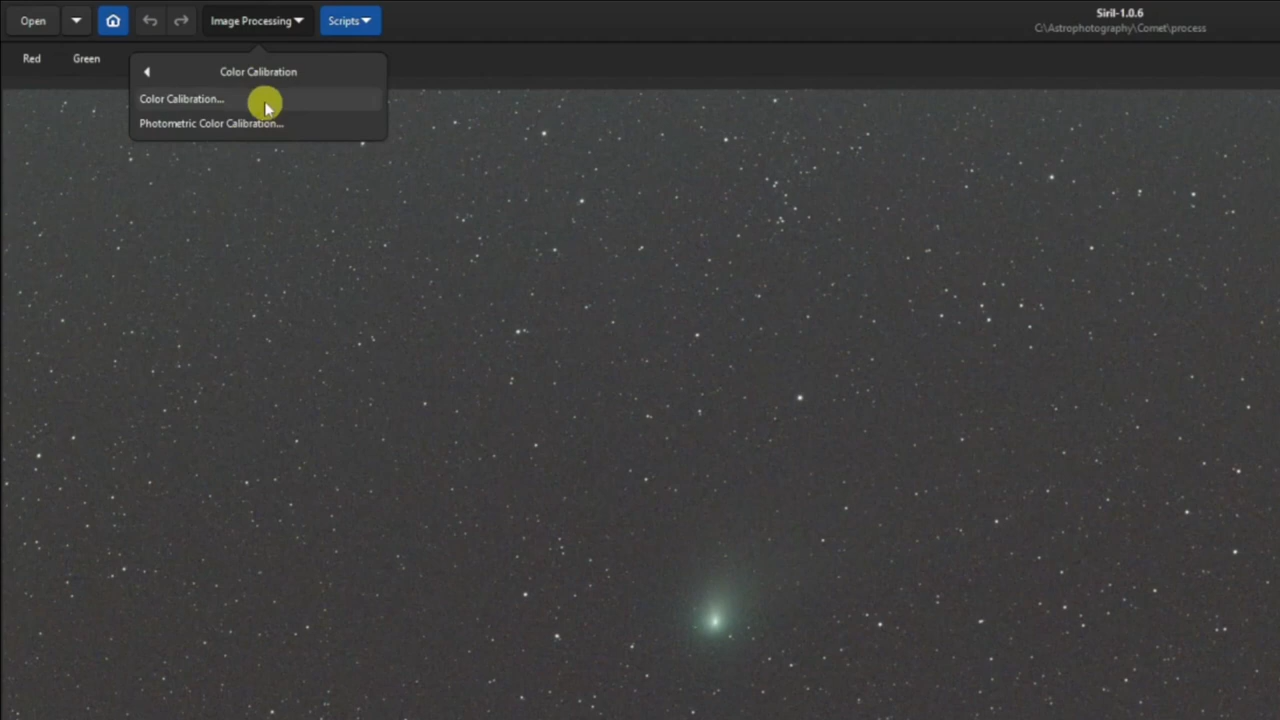 Open
Image Processing
Scripts
Siril-1.0.6
C:\Astrophotography\Comet\process
Red
Green
Color Calibration
Color Calibration...
Photometric Color Calibration...